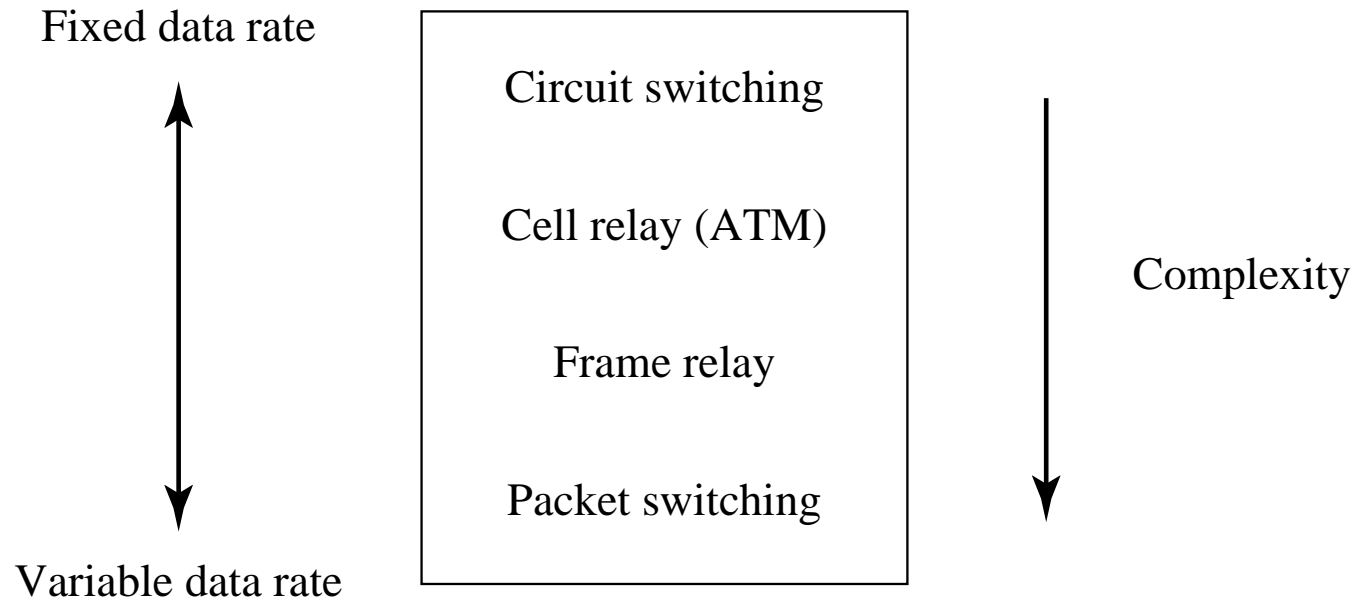 Fixed data rate
Circuit switching
Cell relay (ATM)
Complexity
Frame relay
Packet switching
Variable data rate